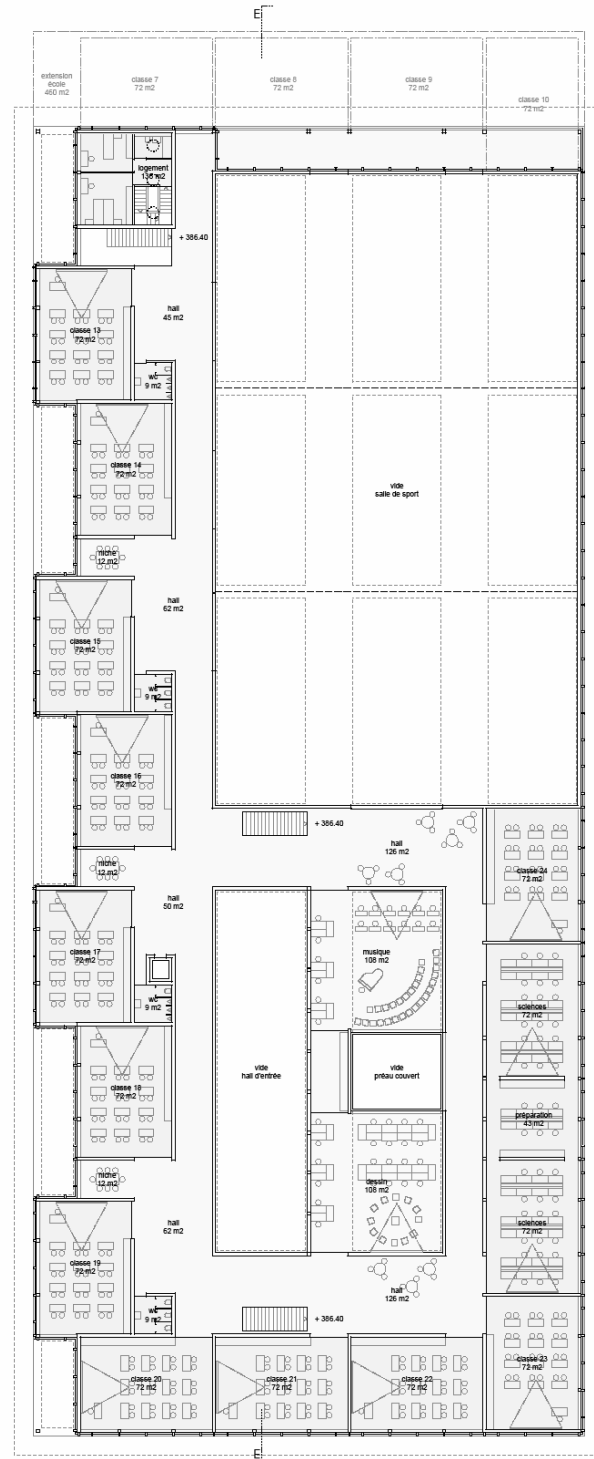 E
extension
école
460 m2
classe 7
72 m2
classe 8
72 m2
classe 9
72 m2
classe 10
72 m2
logement
138 m2
+ 386.40
hall
45 m2
classe 13
72 m2
wc
9 m2
classe 14
72 m2
vide
salle de sport
niche
12 m2
hall
62 m2
classe 15
72 m2
wc
9 m2
classe 16
72 m2
+ 386.40
hall
126 m2
niche
12 m2
classe 24
72 m2
hall
50 m2
classe 17
72 m2
musique
108 m2
wc
9 m2
sciences
72 m2
vide
hall d'entrée
vide
préau couvert
classe 18
72 m2
préparation
43 m2
niche
12 m2
dessin
108 m2
hall
62 m2
sciences
72 m2
classe 19
72 m2
hall
126 m2
wc
9 m2
+ 386.40
classe 20
72 m2
classe 21
72 m2
classe 22
72 m2
classe 23
72 m2
E